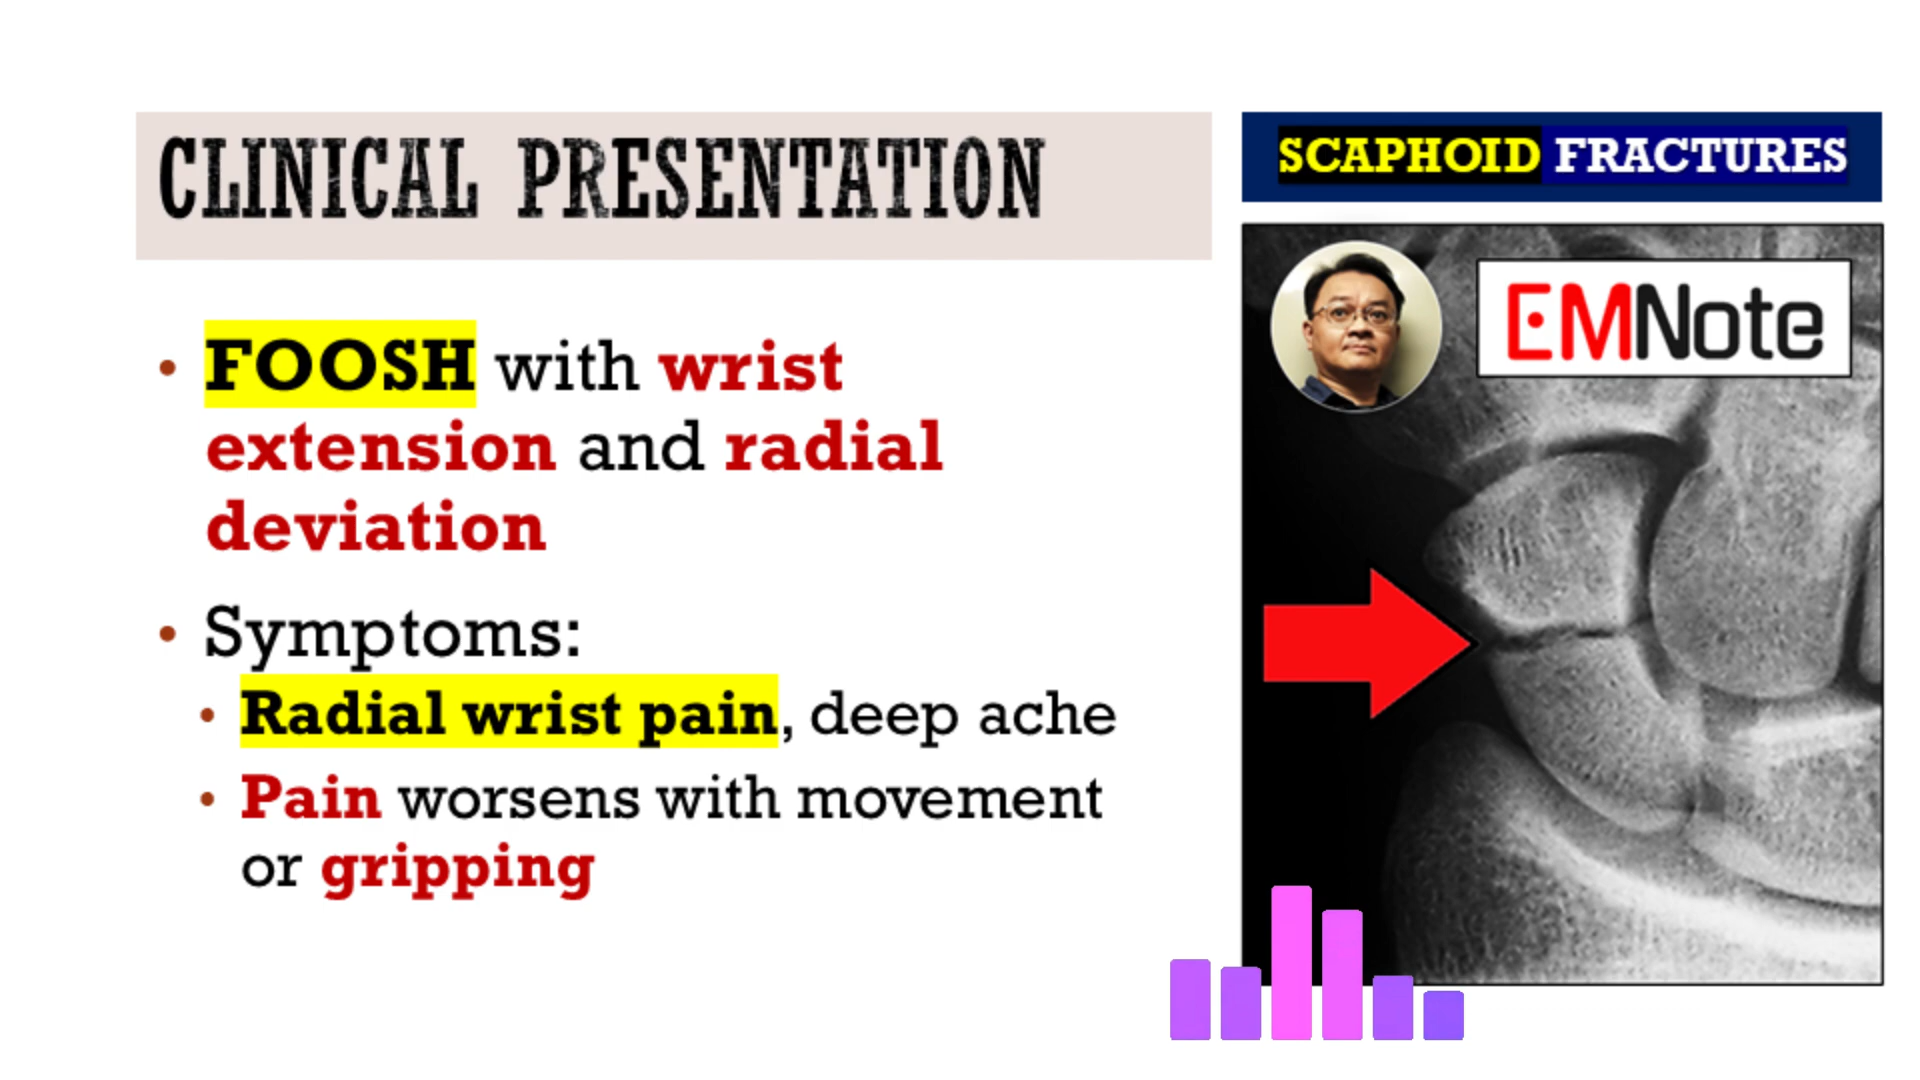 CLINICAL PRESENTATION
SCAPHOID FRACTURES
EMNote
• FOOSH with wrist
extension and radial
deviation
• Symptoms:
• Radial wrist pain, deep ache
• Pain worsens with movement
or gripping